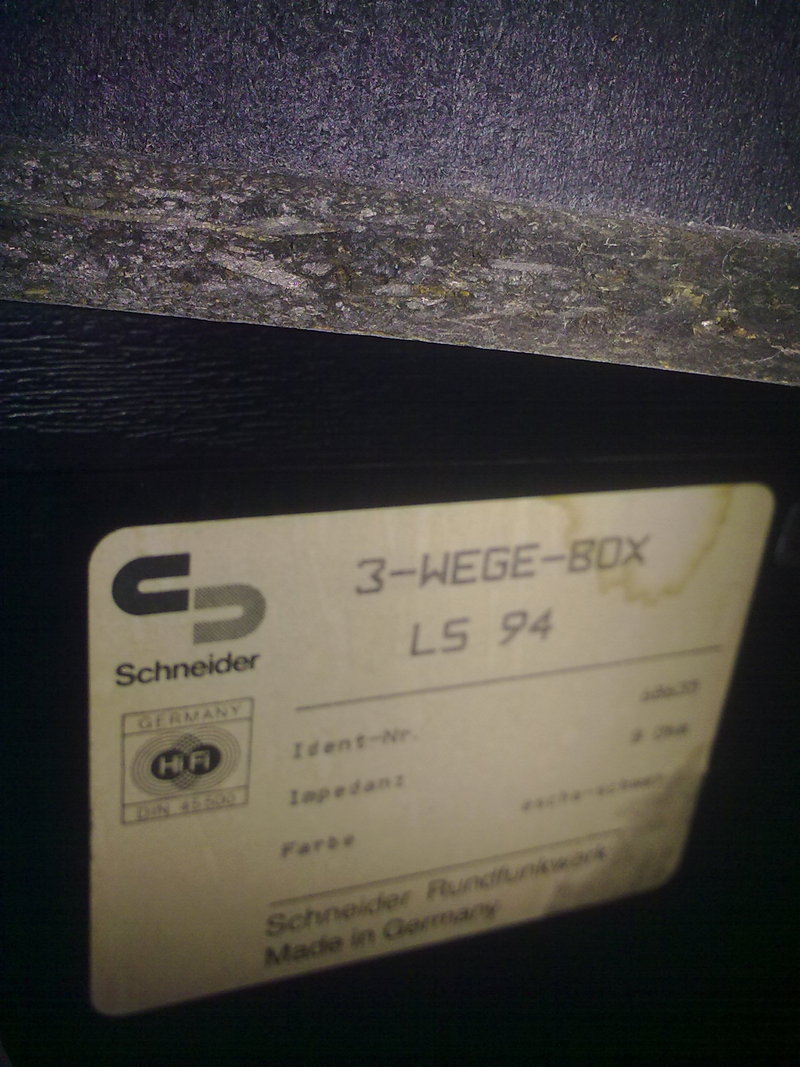 3-WEGE-BOX
LS 94
Schneider
GERMANY
HiFi
DIN 45500
Ident-Nr.
Impedanz
Farbe
Schneider Rundfunkwerk
Made in Germany